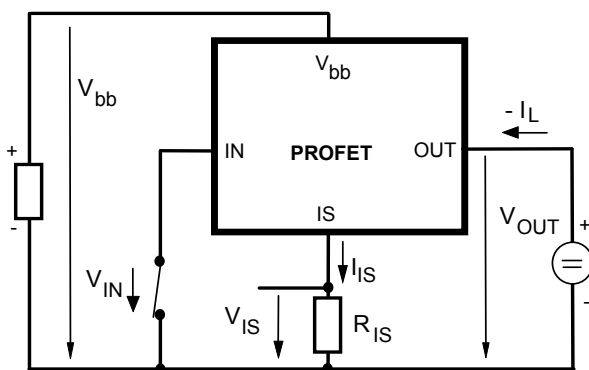 V_bb
+
-
V_bb
IN
PROFET
OUT
IS
- I_L
V_OUT
+
-
V_IN
I_IS
V_IS
R_IS